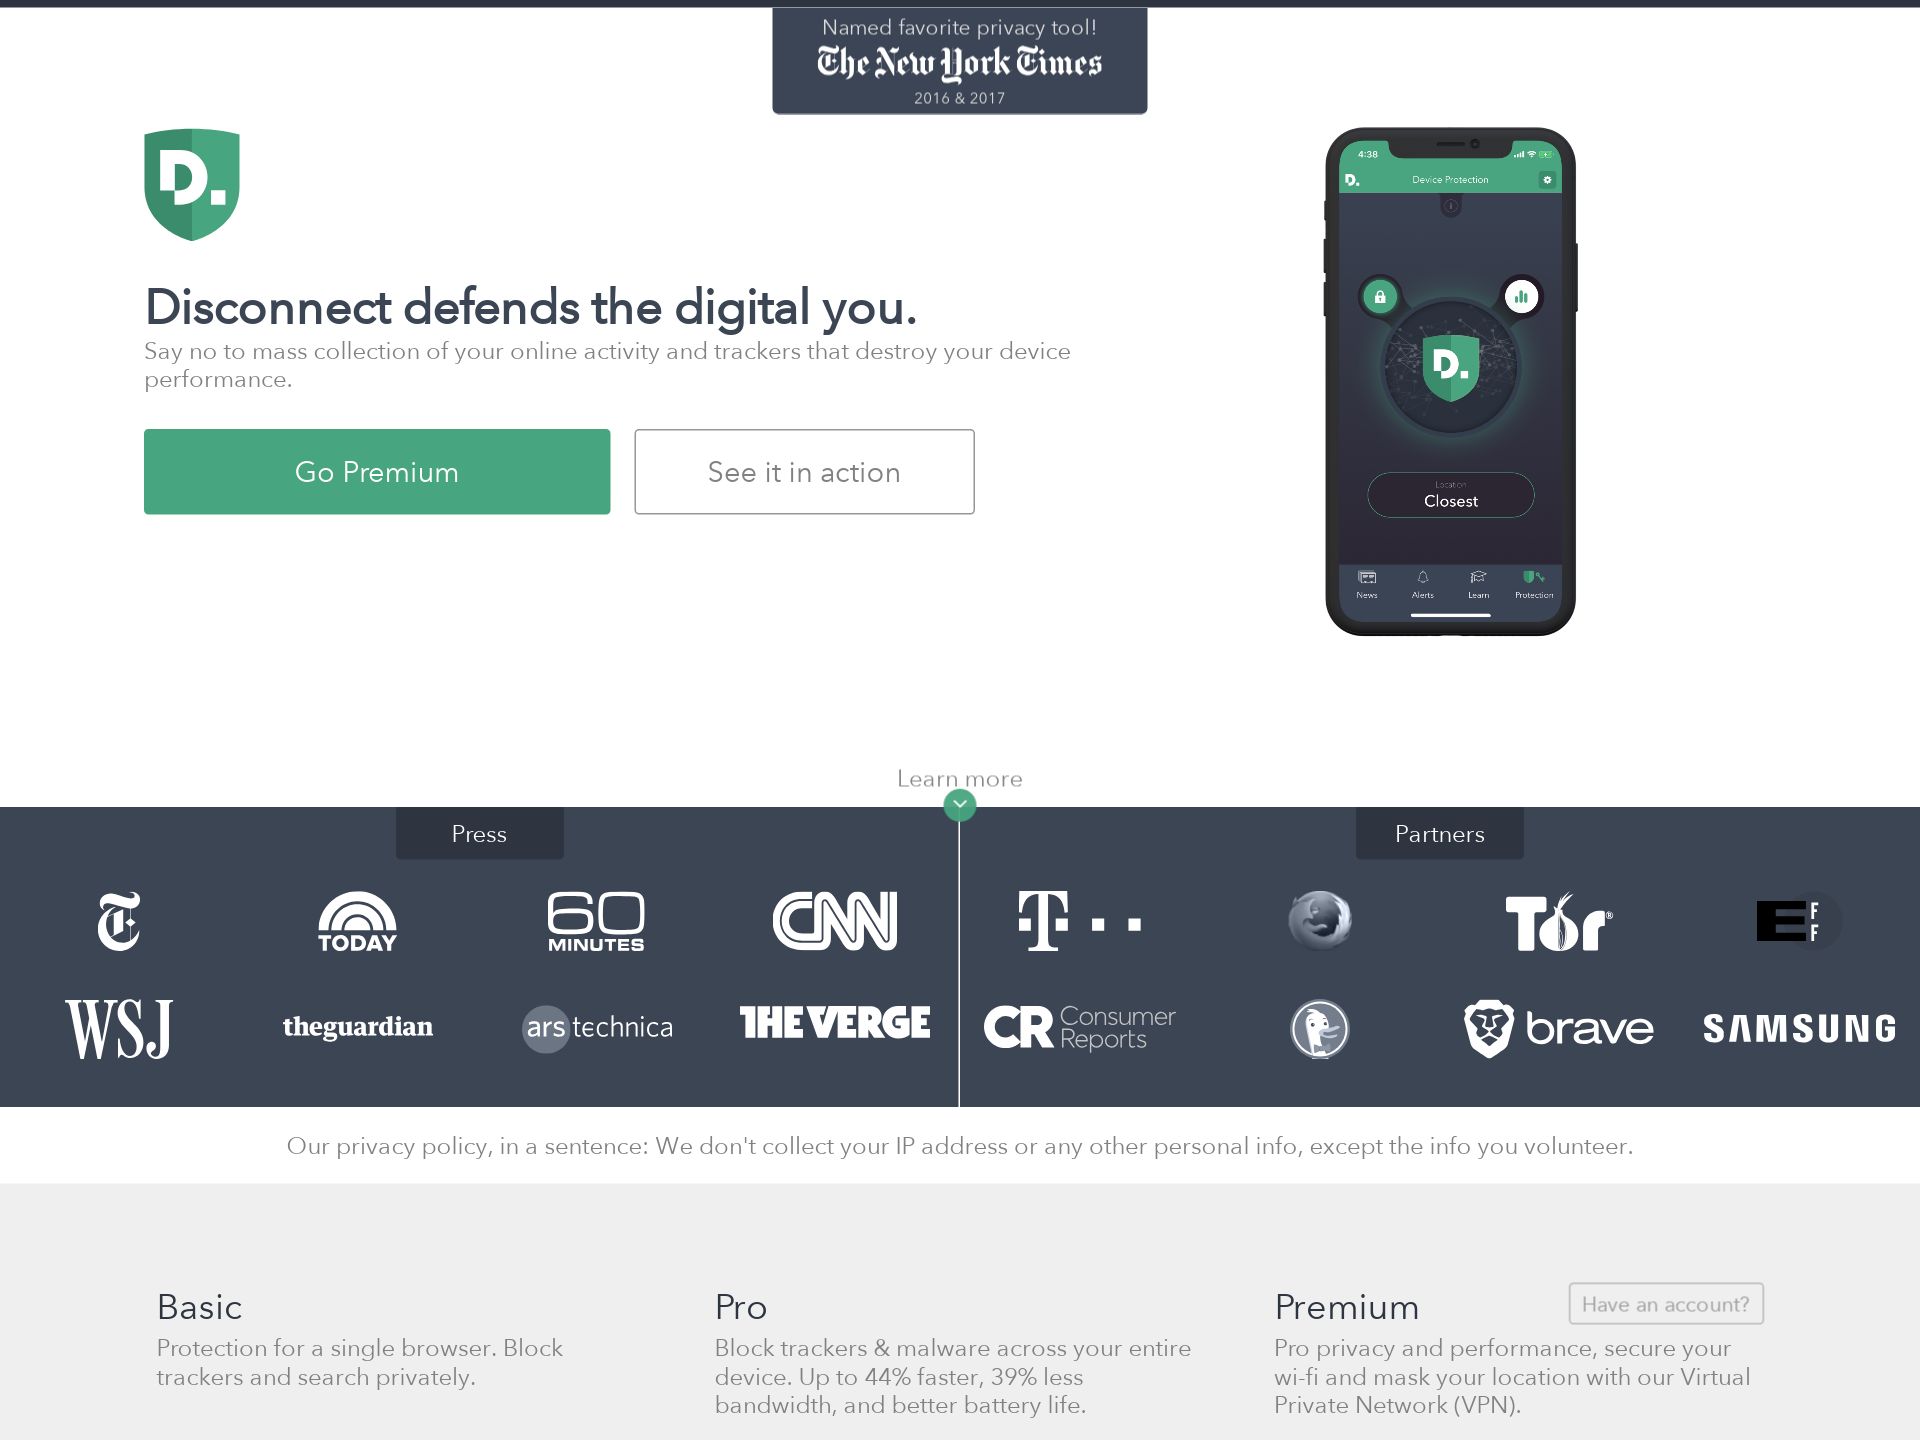 Named favorite privacy tool!
The New York Times
2016 & 2017
D.
Disconnect defends the digital you.
Say no to mass collection of your online activity and trackers that destroy your device
performance.
Go Premium
See it in action
4:38
D.
Device Protection
D.
Location
Closest
News
Alerts
Learn
Protection
Learn more
Press
Partners
T
TODAY
60
MINUTES
CNN
T
Tor®
E
F
F
WSJ
theguardian
ars technica
THE VERGE
CR Consumer
Reports
brave
SAMSUNG
Our privacy policy, in a sentence: We don't collect your IP address or any other personal info, except the info you volunteer.
Basic
Protection for a single browser. Block
trackers and search privately.
Pro
Block trackers & malware across your entire
device. Up to 44% faster, 39% less
bandwidth, and better battery life.
Premium
Have an account?
Pro privacy and performance, secure your
wi-fi and mask your location with our Virtual
Private Network (VPN).